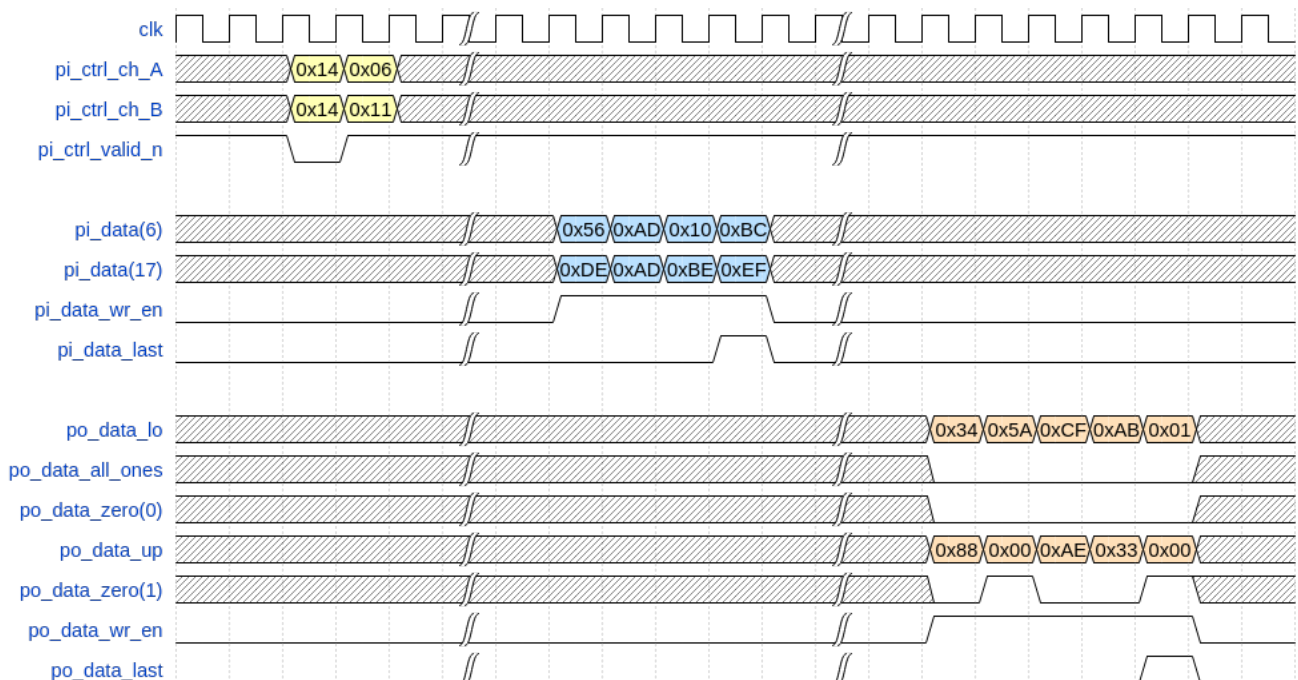 clk
pi_ctrl_ch_A 0x14 0x06
pi_ctrl_ch_B 0x14 0x11
pi_ctrl_valid_n
pi_data(6) 0x56 0xAD 0x10 0xBC
pi_data(17) 0xDE 0xAD 0xBE 0xEF
pi_data_wr_en
pi_data_last
po_data_lo 0x34 0x5A 0xCF 0xAB 0x01
po_data_all_ones
po_data_zero(0)
po_data_up 0x88 0x00 0xAE 0x33 0x00
po_data_zero(1)
po_data_wr_en
po_data_last